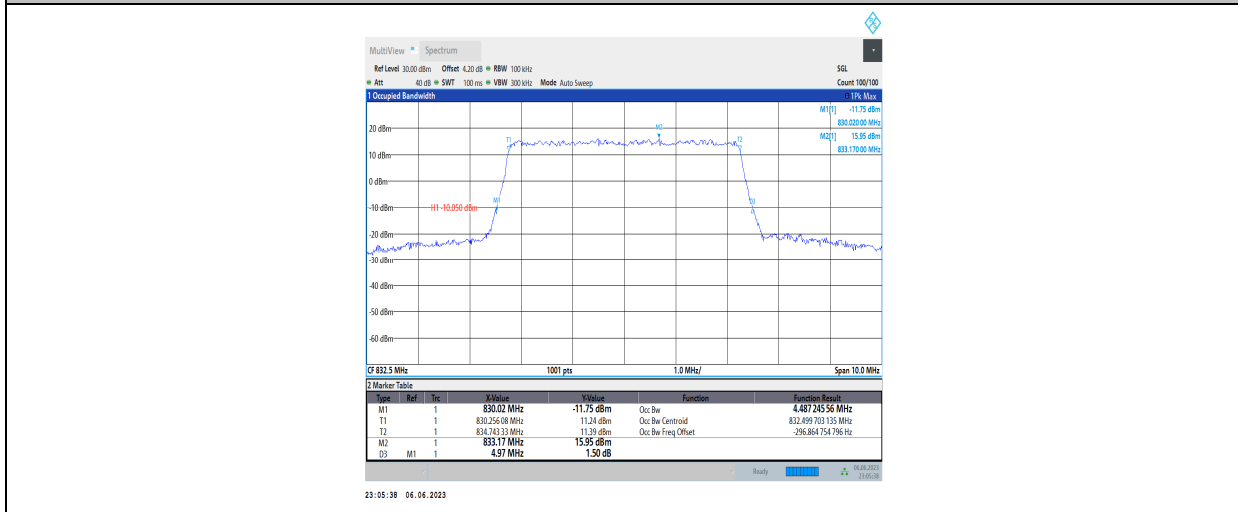 MultiView Spectrum
Ref Level 30.00 dBm Offset 4.20 dB RBW 100 kHz SGL
Att 40 dB SWT 100 ms VBW 300 kHz Mode Auto Sweep Count 100/100
1 Occupied Bandwidth 1Pk Max
M1[1] -11.75 dBm
830.020 00 MHz
M2[1] 15.95 dBm
833.170 00 MHz
20 dBm
M2
T1
T2
10 dBm
0 dBm
M1
D3
-10 dBm
H1 -10.050 dBm
-20 dBm
-30 dBm
-40 dBm
-50 dBm
-60 dBm
CF 832.5 MHz 1001 pts 1.0 MHz/ Span 10.0 MHz
2 Marker Table
Type Ref Trc X-Value Y-Value Function Function Result
M1 1 830.02 MHz -11.75 dBm Occ Bw 4.487 245 56 MHz
T1 1 830.256 08 MHz 11.24 dBm Occ Bw Centroid 832.499 703 135 MHz
T2 1 834.743 33 MHz 11.39 dBm Occ Bw Freq Offset -296.864 754 796 Hz
M2 1 833.17 MHz 15.95 dBm
D3 M1 1 4.97 MHz 1.50 dB
Ready 06.06.2023
23:05:38
23:05:38 06.06.2023